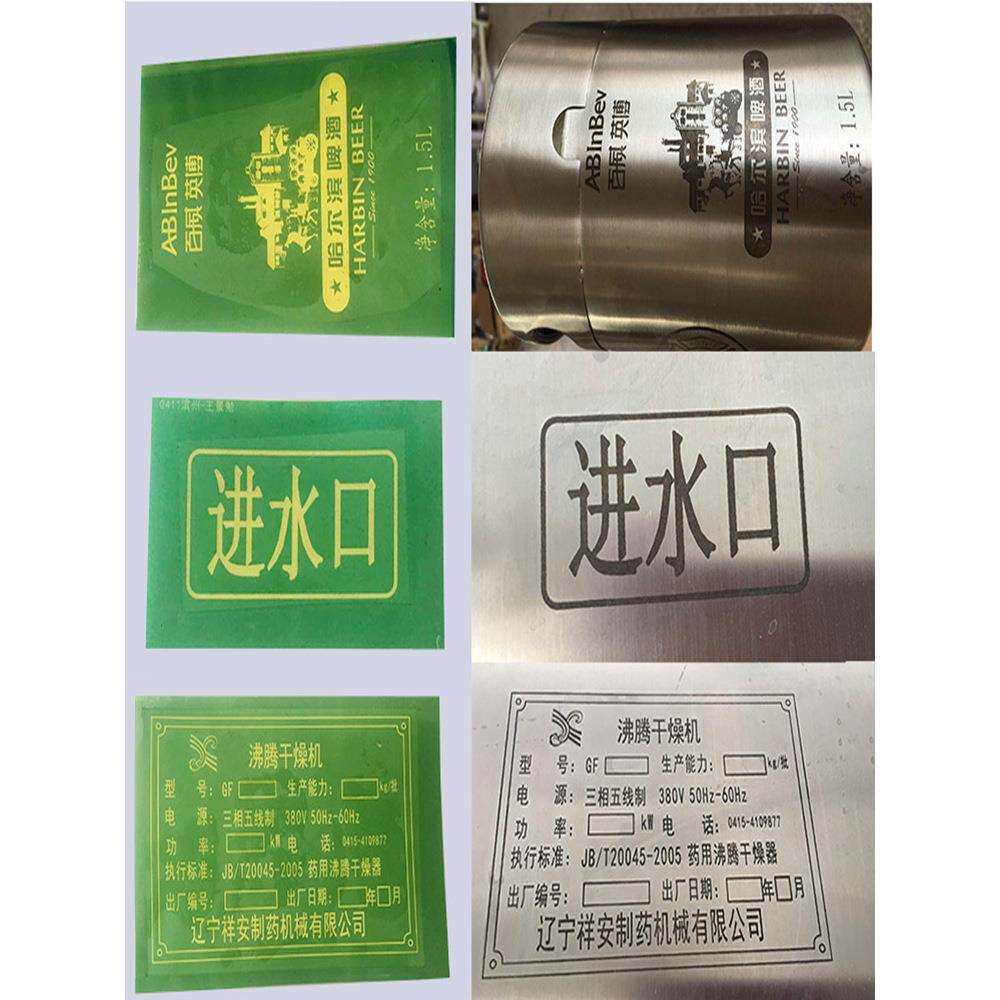 ABInBev
百威 英博
★ 哈尔滨啤酒 ★
HARBIN BEER
Since 1900
净含量：1.5L
ABInBev
百威 英博
★ 哈尔滨啤酒 ★
HARBIN BEER
Since 1900
净含量：1.5L
0411滨州
进水口
进水口
沸腾干燥机
型 号：GF 生产能力： kg/批
电 源：三相五线制 380V 50Hz-60Hz
功 率： kW 电 话：0415-4109877
执行标准：JB/T20045-2005 药用沸腾干燥器
出厂编号： 出厂日期： 年 月
辽宁祥安制药机械有限公司
沸腾干燥机
型 号：GF 生产能力： kg/批
电 源：三相五线制 380V 50Hz-60Hz
功 率： kW 电 话：0415-4109877
执行标准：JB/T20045-2005 药用沸腾干燥器
出厂编号： 出厂日期： 年 月
辽宁祥安制药机械有限公司